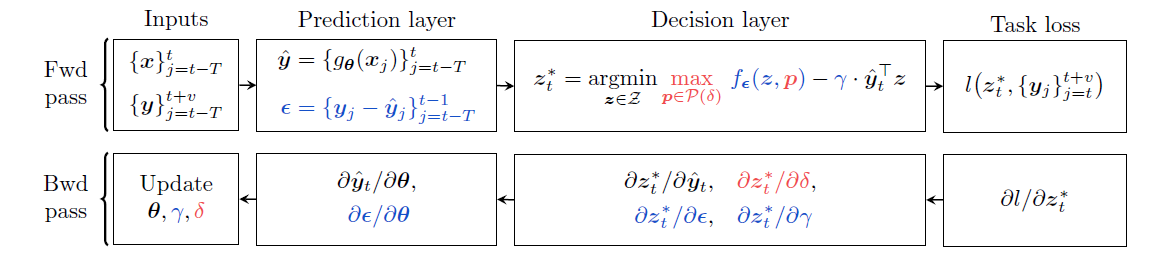 Inputs Prediction layer Decision layer Task loss
Fwd pass
{x}^t_{j=t−T}
{y}^{t+v}_{j=t−T}
ŷ = {g_θ(x_j)}^t_{j=t−T}
ϵ = {y_j − ŷ_j}^{t−1}_{j=t−T}
z*_t = argmin_{z∈Z} max_{p∈P(δ)} f_ϵ(z, p) − γ · ŷ_t^⊤ z
l(z*_t, {y_j}^{t+v}_{j=t})
Bwd pass
Update
θ, γ, δ
∂ŷ_t/∂θ,
∂ϵ/∂θ
∂z*_t/∂ŷ_t, ∂z*_t/∂δ,
∂z*_t/∂ϵ, ∂z*_t/∂γ
∂l/∂z*_t